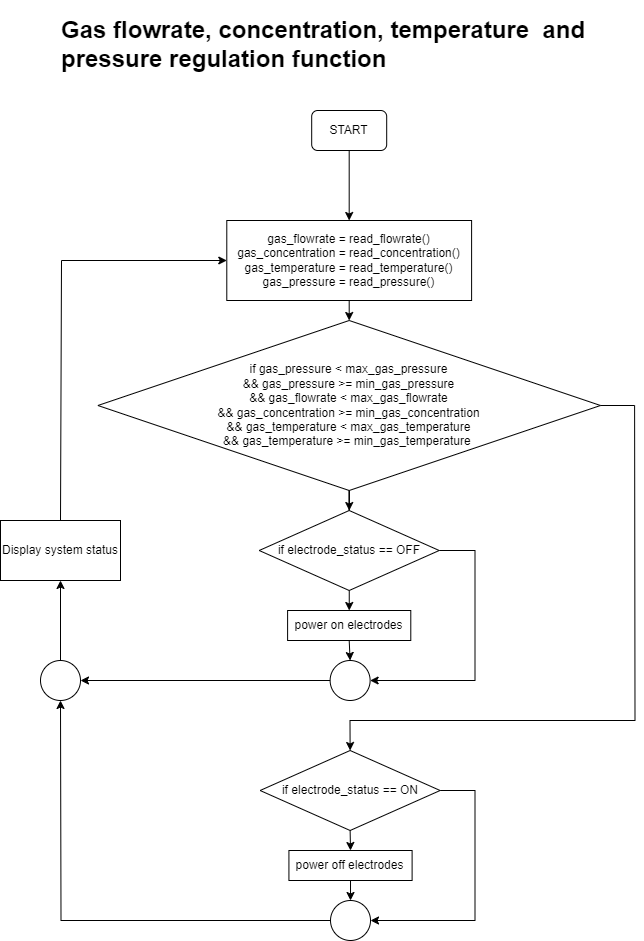 Gas flowrate, concentration, temperature  and
pressure regulation function
START
gas_flowrate = read_flowrate()
gas_concentration = read_concentration()
gas_temperature = read_temperature()
gas_pressure = read_pressure()
if gas_pressure < max_gas_pressure
&& gas_pressure >= min_gas_pressure
&& gas_flowrate < max_gas_flowrate
&& gas_concentration >= min_gas_concentration
&& gas_temperature < max_gas_temperature
&& gas_temperature >= min_gas_temperature
Display system status
if electrode_status == OFF
power on electrodes
if electrode_status == ON
power off electrodes